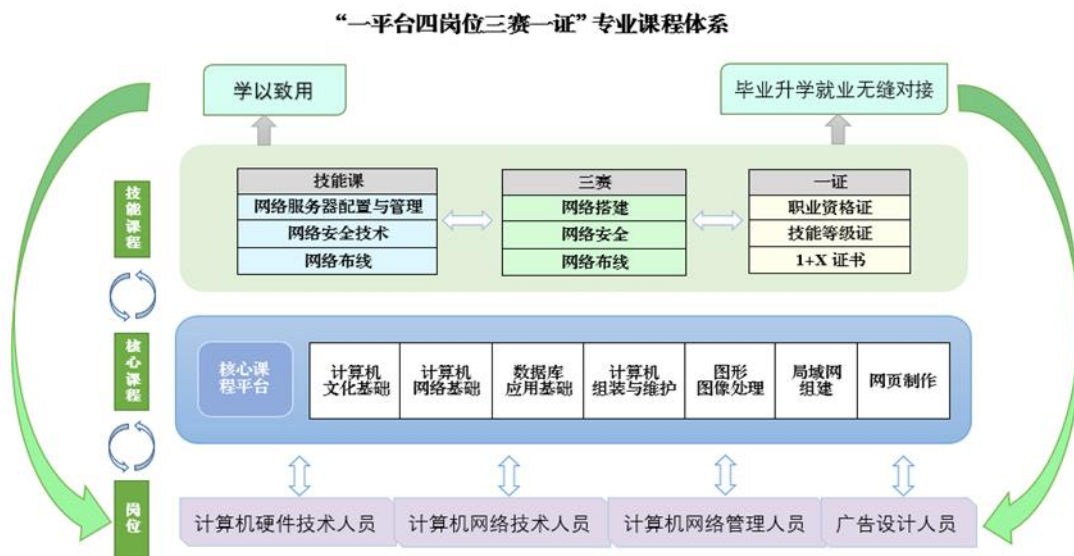 “一平台四岗位三赛一证”专业课程体系
学以致用
毕业升学就业无缝对接
技能课程
技能课
网络服务器配置与管理
网络安全技术
网络布线
三赛
网络搭建
网络安全
网络布线
一证
职业资格证
技能等级证
1+X 证书
核心课程
核心课
程平台
计算机
文化基础
计算机
网络基础
数据库
应用基础
计算机
组装与维护
图形
图像处理
局域网
组建
网页制作
岗位
计算机硬件技术人员
计算机网络技术人员
计算机网络管理人员
广告设计人员